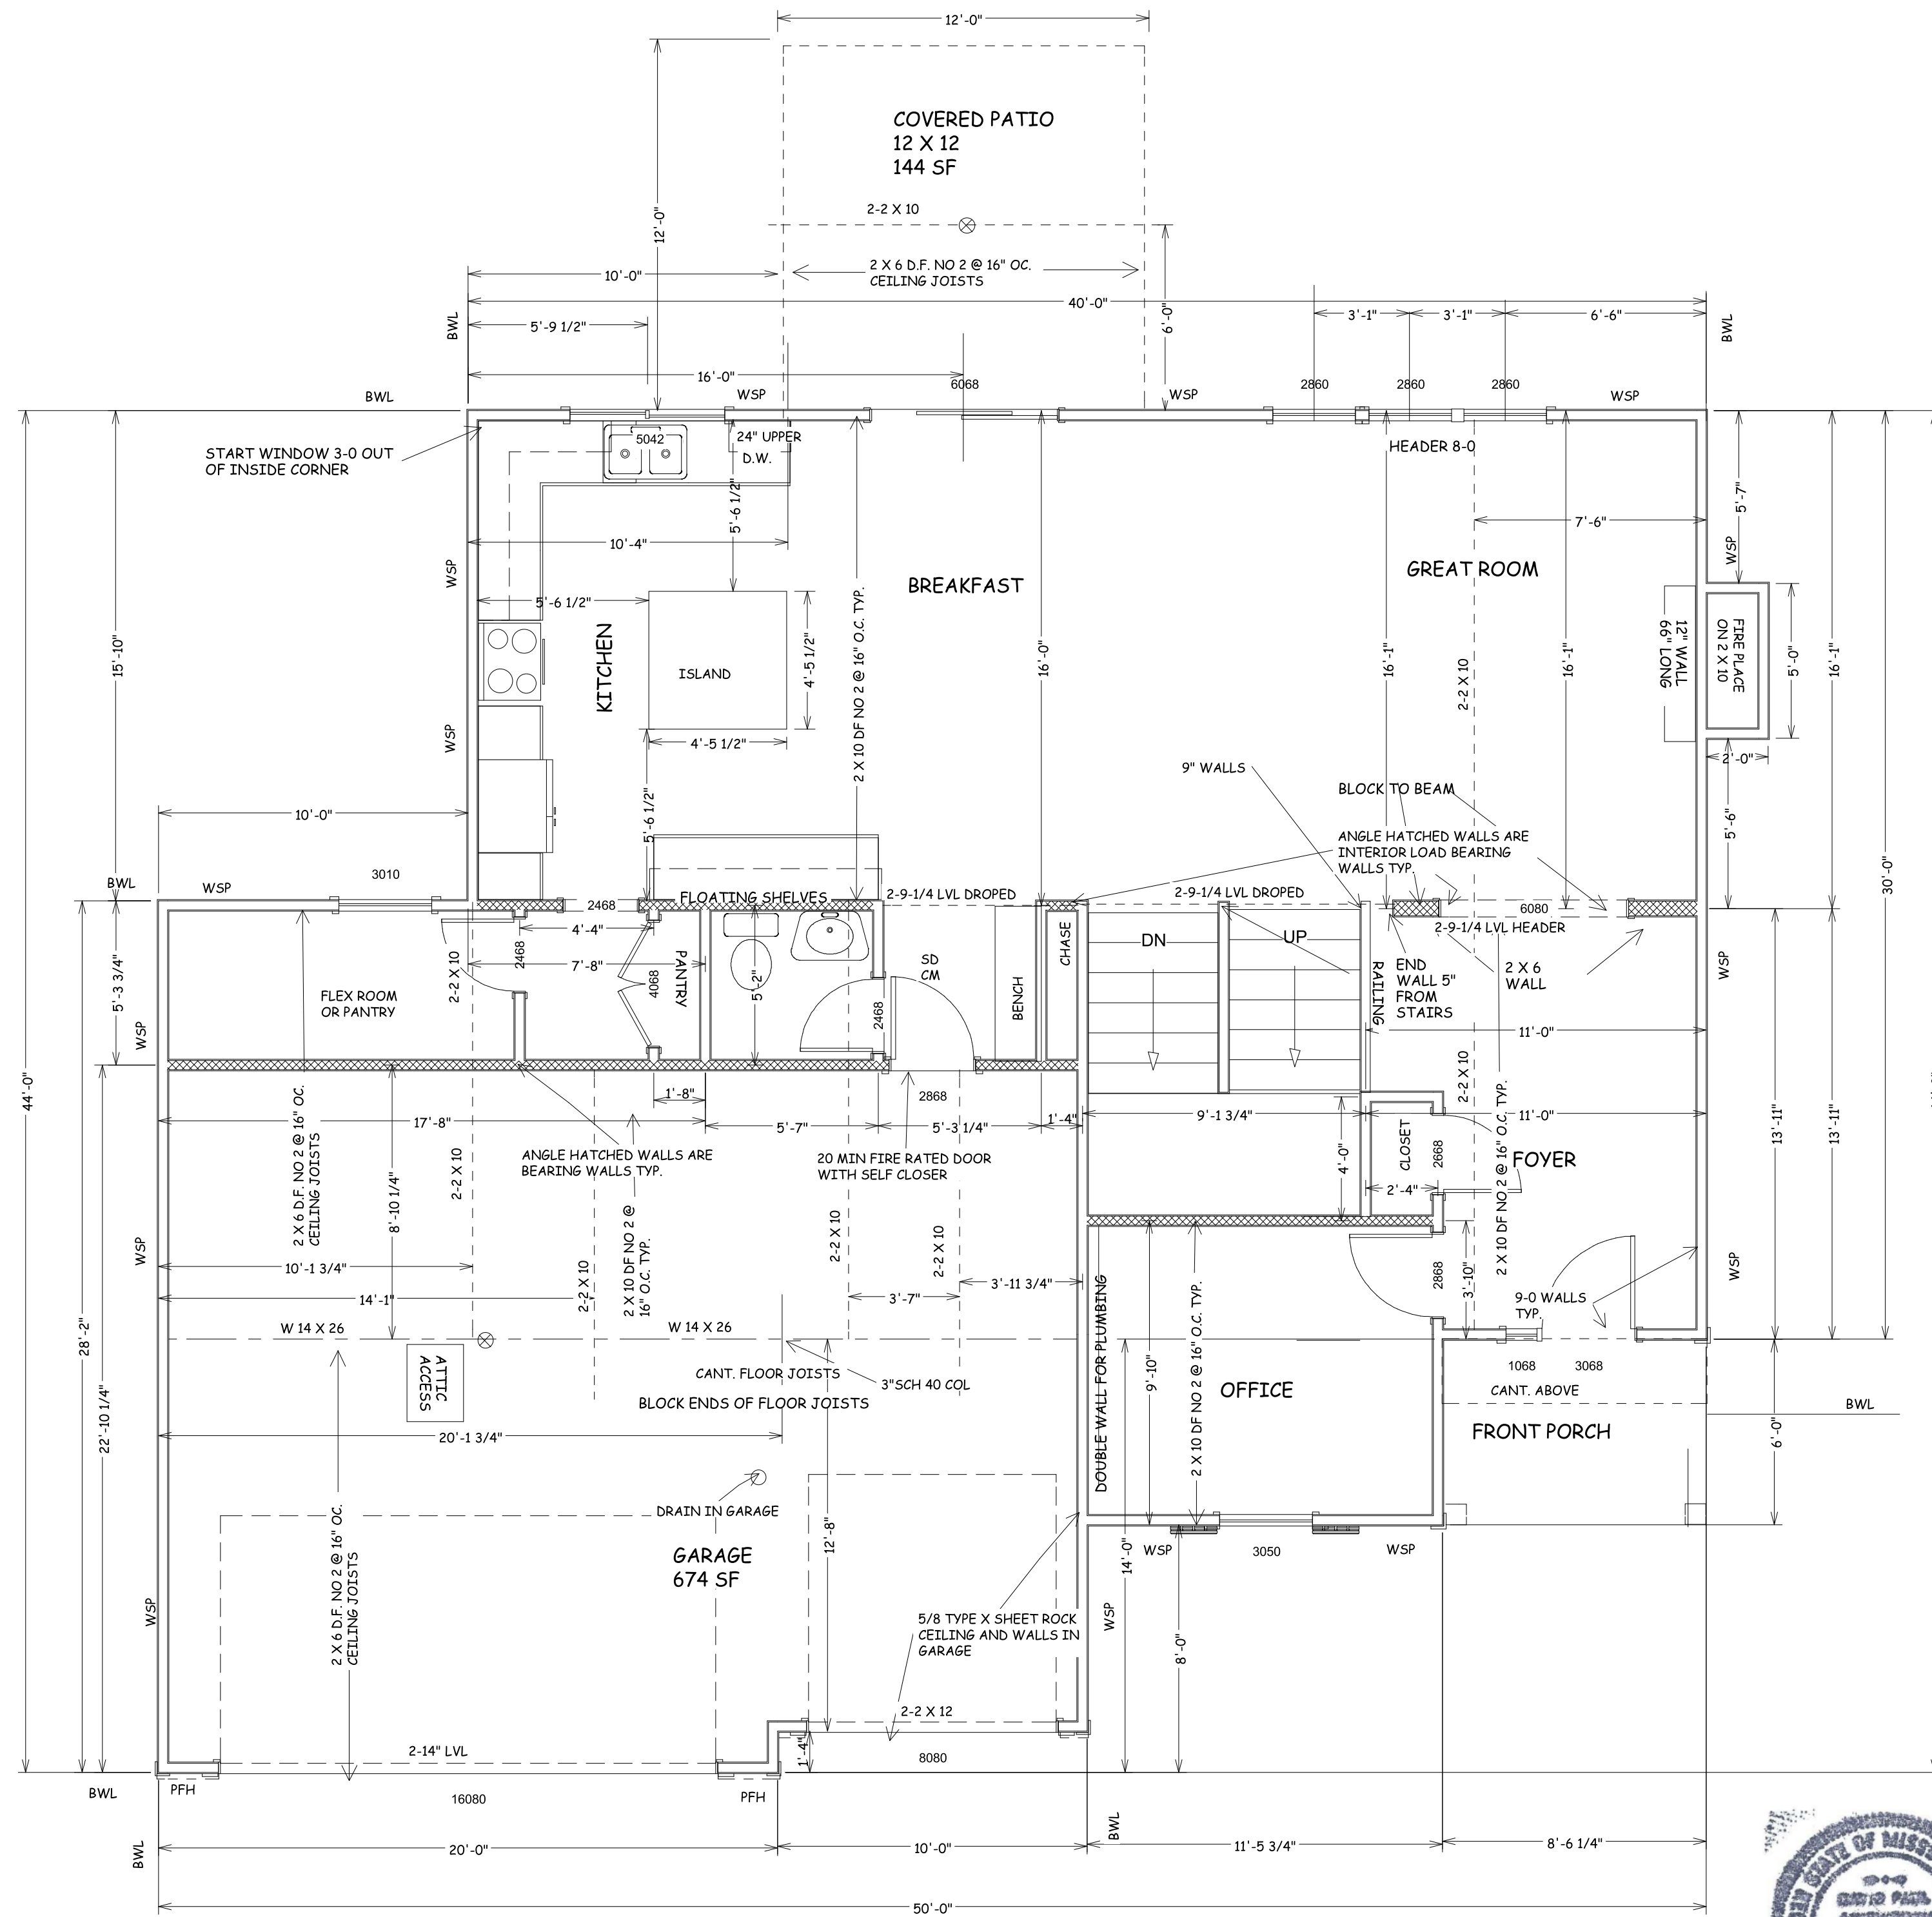 12'-0"
COVERED PATIO
12 X 12
144 SF
2-2 X 10
12'-0"
2 X 6 D.F. NO 2 @ 16" OC.
CEILING JOISTS
10'-0"
40'-0"
6'-0"
3'-1"
3'-1"
6'-6"
BWL
5'-9 1/2"
BWL
16'-0"
6068
2860
2860
2860
BWL
WSP
WSP
WSP
START WINDOW 3-0 OUT
OF INSIDE CORNER
5042
24" UPPER
D.W.
HEADER 8-0
5'-6 1/2"
5'-7"
7'-6"
10'-4"
WSP
WSP
BREAKFAST
GREAT ROOM
5'-6 1/2"
KITCHEN
ISLAND
4'-5 1/2"
4'-5 1/2"
2 X 10 DF NO 2 @ 16" O.C. TYP.
16'-0"
16'-1"
2-2 X 10
16'-1"
12" WALL
66" LONG
FIRE PLACE
ON 2 X 10
5'-0"
16'-1"
15'-10"
WSP
2'-0"
9" WALLS
BLOCK TO BEAM
5'-6"
10'-0"
5'-6 1/2"
ANGLE HATCHED WALLS ARE
INTERIOR LOAD BEARING
WALLS TYP.
30'-0"
3010
BWL
WSP
FLOATING SHELVES
2-9-1/4 LVL DROPED
2-9-1/4 LVL DROPED
2468
6080
2-9-1/4 LVL HEADER
4'-4"
7'-8"
2468
2-2 X 10
4068
PANTRY
5'-2"
2468
SD
CM
BENCH
CHASE
DN
UP
RAILING
END
WALL 5"
FROM
STAIRS
2 X 6
WALL
WSP
5'-3 3/4"
FLEX ROOM
OR PANTRY
WSP
11'-0"
44'-0"
1'-8"
2868
17'-8"
5'-7"
5'-3 1/4"
1'-4"
9'-1 3/4"
11'-0"
2-2 X 10
2 X 10 DF NO 2 @ 16" O.C. TYP.
13'-11"
13'-11"
2 X 6 D.F. NO 2 @ 16" OC.
CEILING JOISTS
8'-10 1/4"
2-2 X 10
ANGLE HATCHED WALLS ARE
BEARING WALLS TYP.
20 MIN FIRE RATED DOOR
WITH SELF CLOSER
4'-0"
CLOSET
2668
FOYER
2'-4"
WSP
2 X 10 DF NO 2 @
16" O.C. TYP.
2-2 X 10
2-2 X 10
WSP
10'-1 3/4"
14'-1"
2-2 X 10
3'-7"
3'-11 3/4"
2868
3'-10"
9-0 WALLS
TYP.
28'-2"
W 14 X 26
W 14 X 26
ATTIC
ACCESS
CANT. FLOOR JOISTS
3"SCH 40 COL
BLOCK ENDS OF FLOOR JOISTS
DOUBLE WALL FOR PLUMBING
9'-10"
2 X 10 DF NO 2 @ 16" O.C. TYP.
OFFICE
1068
3068
CANT. ABOVE
FRONT PORCH
BWL
6'-0"
22'-10 1/4"
20'-1 3/4"
DRAIN IN GARAGE
2 X 6 D.F. NO 2 @ 16" OC.
CEILING JOISTS
GARAGE
674 SF
12'-8"
14'-0"
WSP
3050
WSP
WSP
5/8 TYPE X SHEET ROCK
CEILING AND WALLS IN
GARAGE
WSP
8'-0"
2-2 X 12
2-14" LVL
1'-4"
8080
BWL
PFH
16080
PFH
BWL
20'-0"
10'-0"
BWL
11'-5 3/4"
8'-6 1/4"
50'-0"
STATE OF MISS